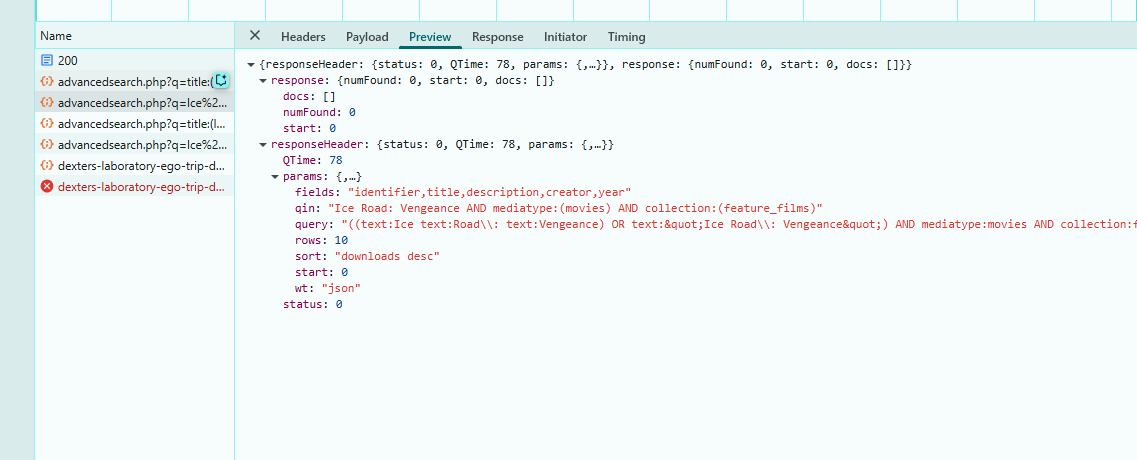 Name
Headers Payload Preview Response Initiator Timing
200
advancedsearch.php?q=title:(
advancedsearch.php?q=Ice%2...
advancedsearch.php?q=title:(I...
advancedsearch.php?q=Ice%2...
dexters-laboratory-ego-trip-d...
dexters-laboratory-ego-trip-d...
{responseHeader: {status: 0, QTime: 78, params: {,…}}, response: {numFound: 0, start: 0, docs: []}}
response: {numFound: 0, start: 0, docs: []}
docs: []
numFound: 0
start: 0
responseHeader: {status: 0, QTime: 78, params: {,…}}
QTime: 78
params: {,…}
fields: "identifier,title,description,creator,year"
qin: "Ice Road: Vengeance AND mediatype:(movies) AND collection:(feature_films)"
query: "((text:Ice text:Road\\: text:Vengeance) OR text:&quot;Ice Road\\: Vengeance&quot;) AND mediatype:movies AND collection:f
rows: 10
sort: "downloads desc"
start: 0
wt: "json"
status: 0